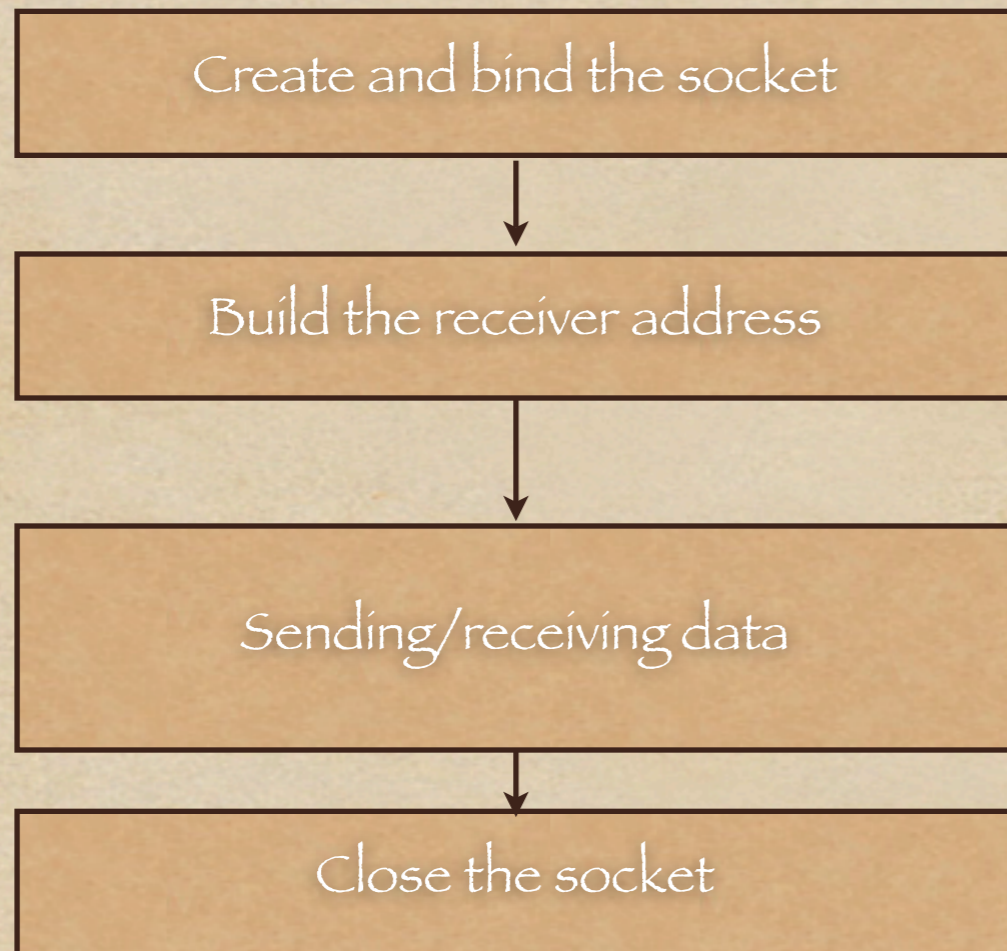 Create and bind the socket
Build the receiver address
Sending/receiving data
Close the socket